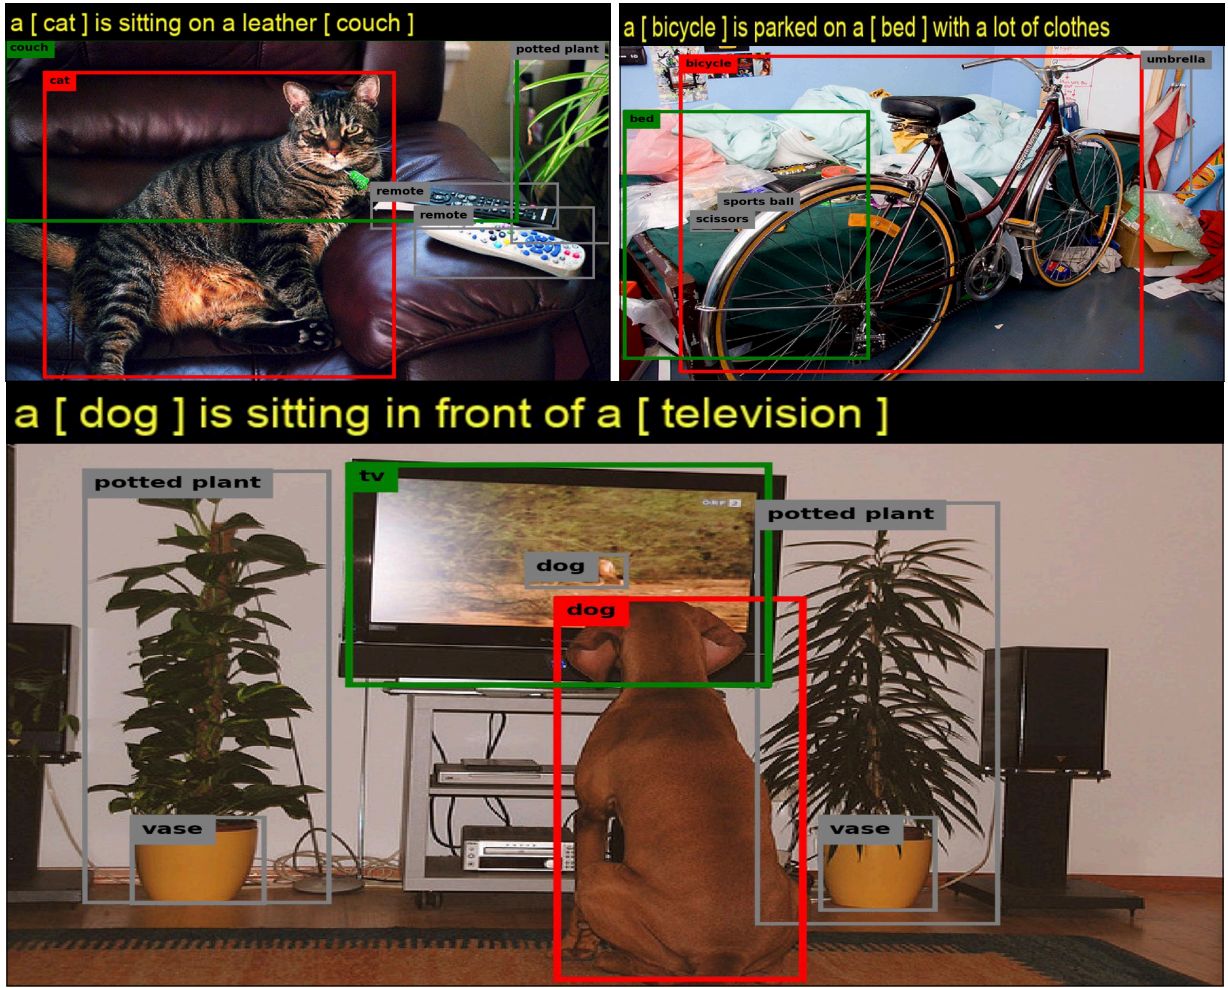 a [ cat ] is sitting on a leather [ couch ]
couch
potted plant
cat
remote
remote
a [ bicycle ] is parked on a [ bed ] with a lot of clothes
bicycle
umbrella
bed
sports ball
scissors
a [ dog ] is sitting in front of a [ television ]
tv
potted plant
ORF 2
potted plant
dog
dog
vase
vase